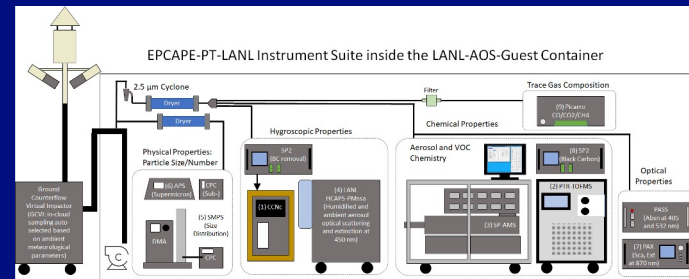 EPCAPE-PT-LANL Instrument Suite inside the LANL-AOS-Guest Container
2.5 µm Cyclone
Dryer
Dryer
Filter
Trace Gas Composition
(9) Picarro
CO/CO2/CH4
Chemical Properties
Hygroscopic Properties
SP2
(BC removal)
(1) CCNc
(4) LANL
HCAPS-PMssa
(Humidified and
ambient aerosol
optical scattering
and extinction at
450 nm)
Physical Properties:
Particle Size/Number
(6) APS
(Supermicron)
CPC
(Sub-)
(5) SMPS
(Size
Distribution)
DMA
CPC
C
Aerosol and VOC
Chemistry
(8) SP2
(Black Carbon)
(2) PTR-TOFMS
(3) SP-AMS
Optical
Properties
PASS
(Absn at 405
and 532 nm)
(7) PAX
(Sca, Ext
at 870 nm)
Ground
Counterflow
Virtual Impactor
(GCVI: in-cloud
sampling auto
selected based
on ambient
meteorological
parameters)